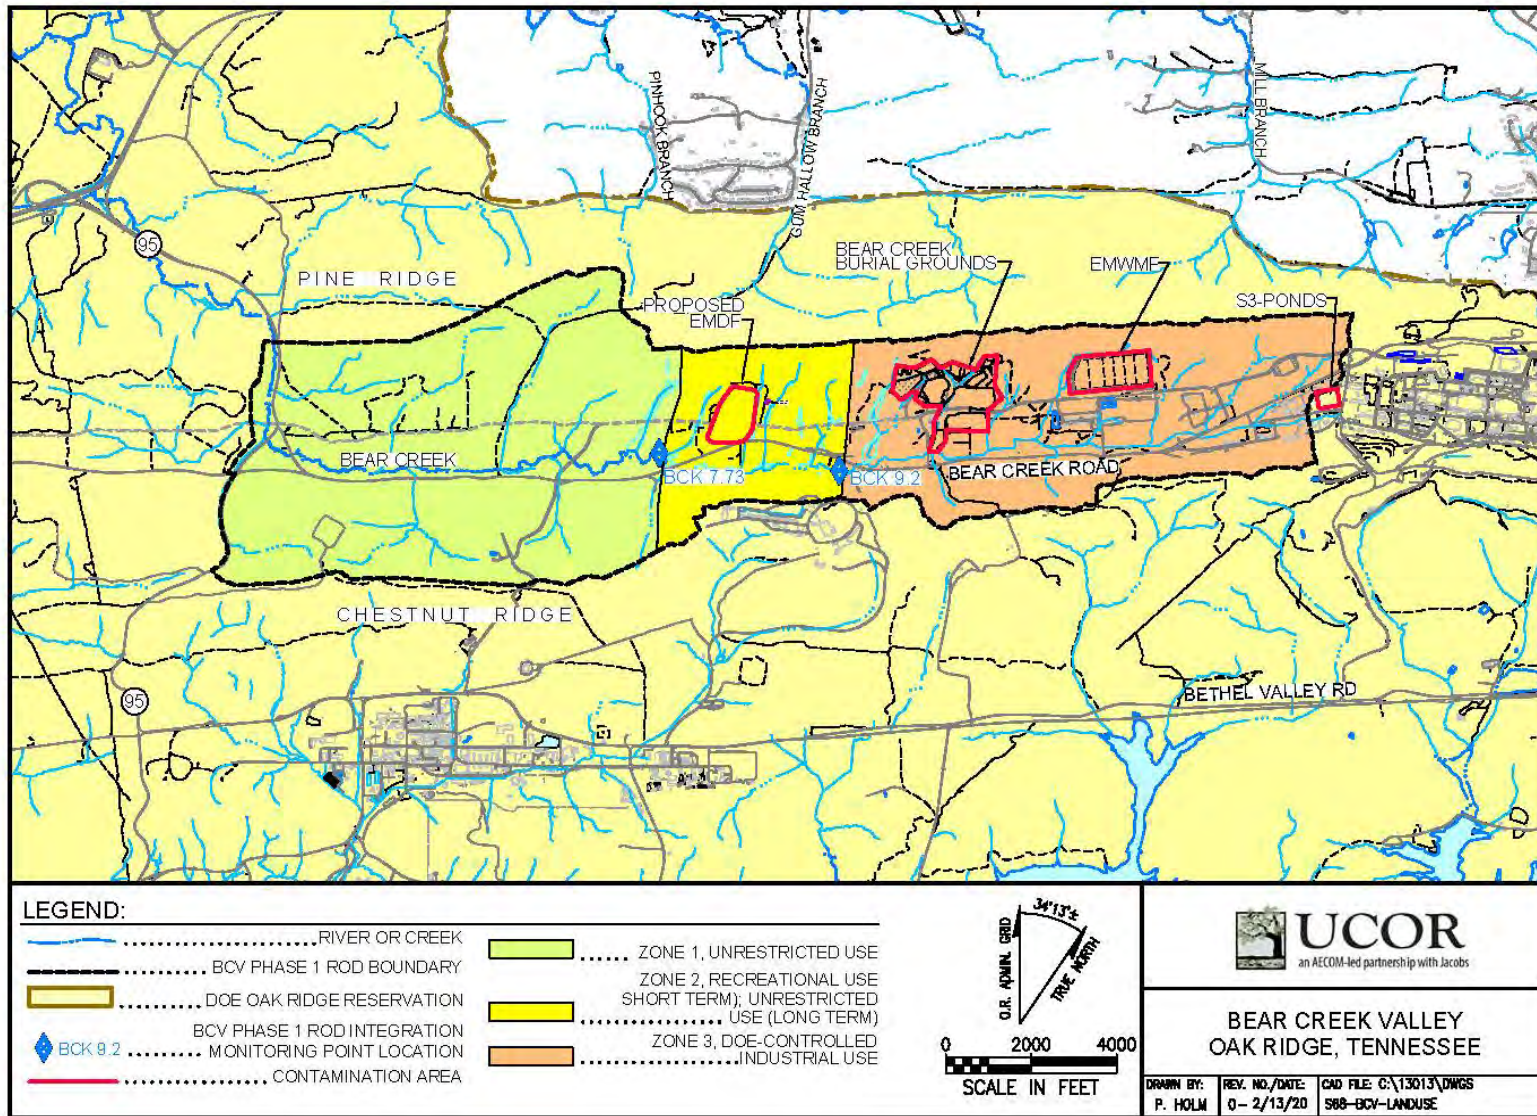 PINHOOK BRANCH
GUM HALLOW BRANCH
MILL BRANCH
95
PINE RIDGE
BEAR CREEK
BURIAL GROUNDS
EMWMF
S3-PONDS
PROPOSED
EMDF
BEAR CREEK
BCK 7.73
BCK 9.2
BEAR CREEK ROAD
CHESTNUT RIDGE
95
BETHEL VALLEY RD
LEGEND:
RIVER OR CREEK
BCV PHASE 1 ROD BOUNDARY
DOE OAK RIDGE RESERVATION
BCV PHASE 1 ROD INTEGRATION
BCK 9.2 MONITORING POINT LOCATION
CONTAMINATION AREA
ZONE 1, UNRESTRICTED USE
ZONE 2, RECREATIONAL USE
SHORT TERM); UNRESTRICTED
USE (LONG TERM)
ZONE 3, DOE-CONTROLLED
INDUSTRIAL USE
34°13'±
O.R. ADMIN. GRID
TRUE NORTH
0 2000 4000
SCALE IN FEET
UCOR
an AECOM-led partnership with Jacobs
BEAR CREEK VALLEY
OAK RIDGE, TENNESSEE
DRAWN BY: REV. NO./DATE: CAD FILE: C:\13013\DWGS
P. HOLM 0- 2/13/20 S68-BCV-LANDUSE